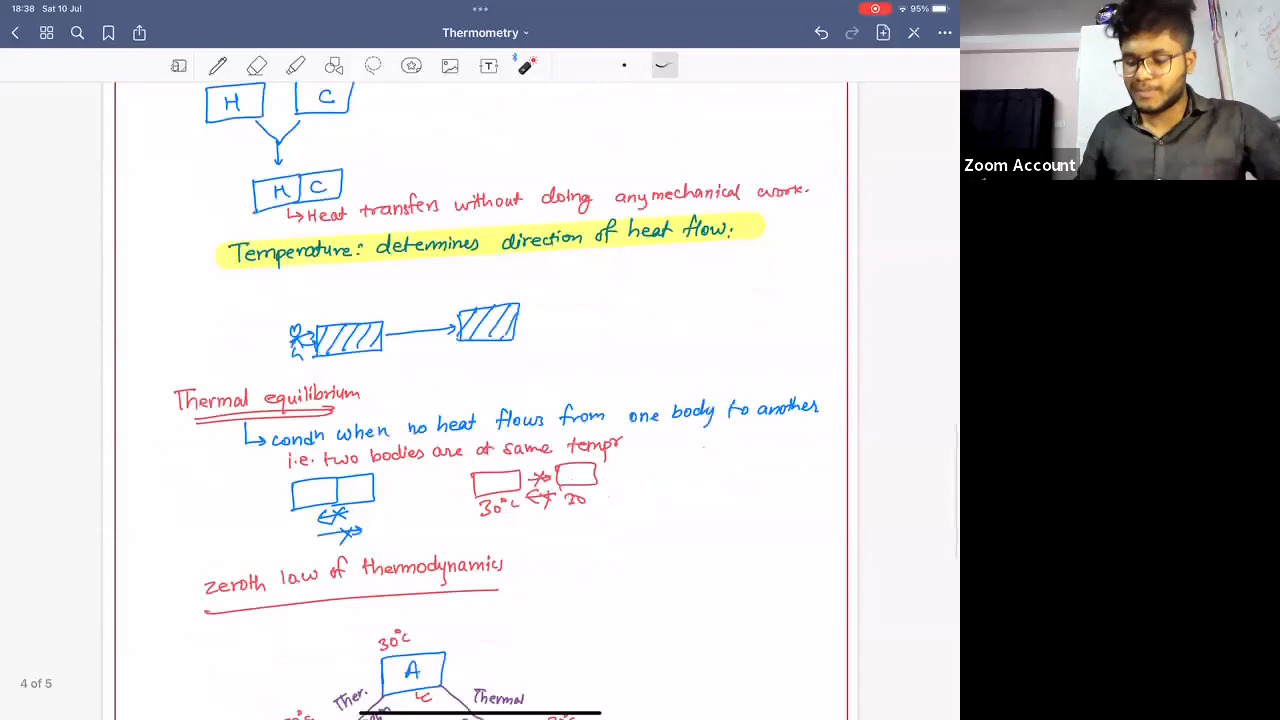 18:38 Sat 10 Jul
95%
Thermometry
Zoom Account
H C
H C
Heat transfers without doing any mechanical work.
Temperature: determines direction of heat flow.
Thermal equilibrium
condn when no heat flows from one body to another
i.e. two bodies are at same tempr
30°C 30
zeroth law of thermodynamics
30°C
A
Ther. Thermal
4 of 5